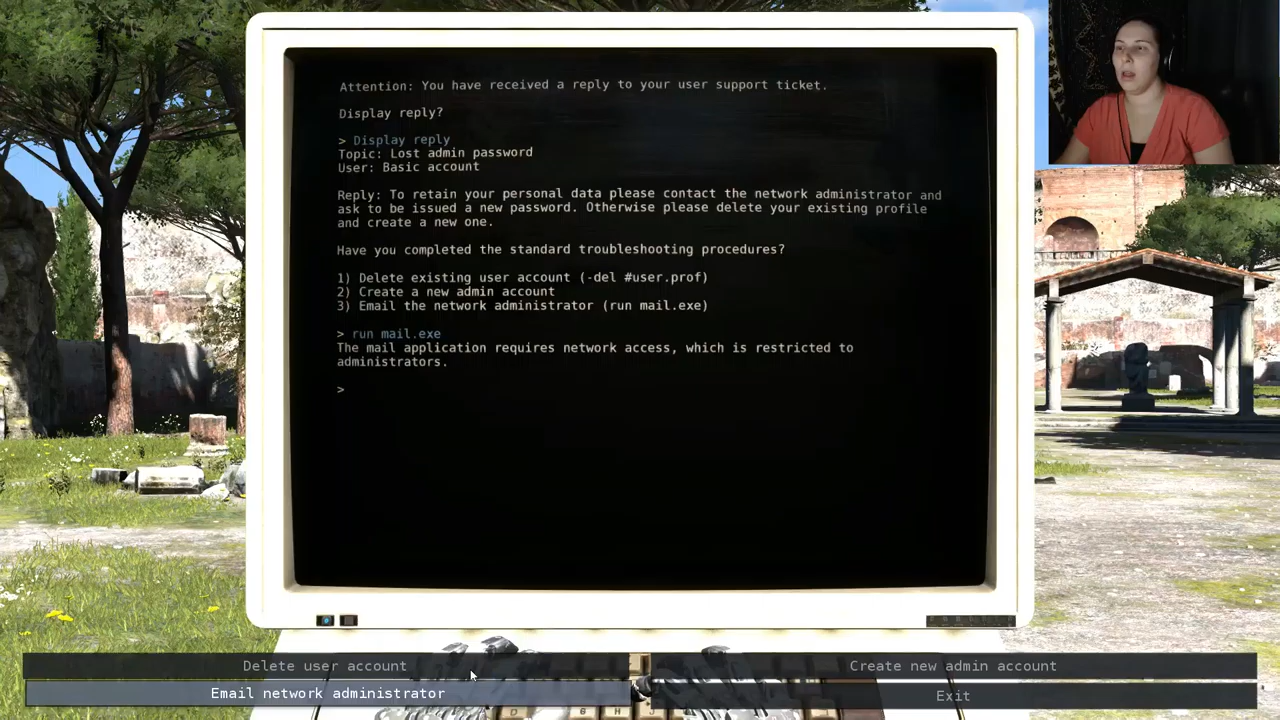 Attention: You have received a reply to your user support ticket.
Display reply?
> Display reply
Topic: Lost admin password
User: Basic account
Reply: To retain your personal data please contact the network administrator and
ask to be issued a new password. Otherwise please delete your existing profile
and create a new one.
Have you completed the standard troubleshooting procedures?
1) Delete existing user account (-del #user.prof)
2) Create a new admin account
3) Email the network administrator (run mail.exe)
> run mail.exe
The mail application requires network access, which is restricted to
administrators.
>
Delete user account
Create new admin account
Email network administrator
Exit